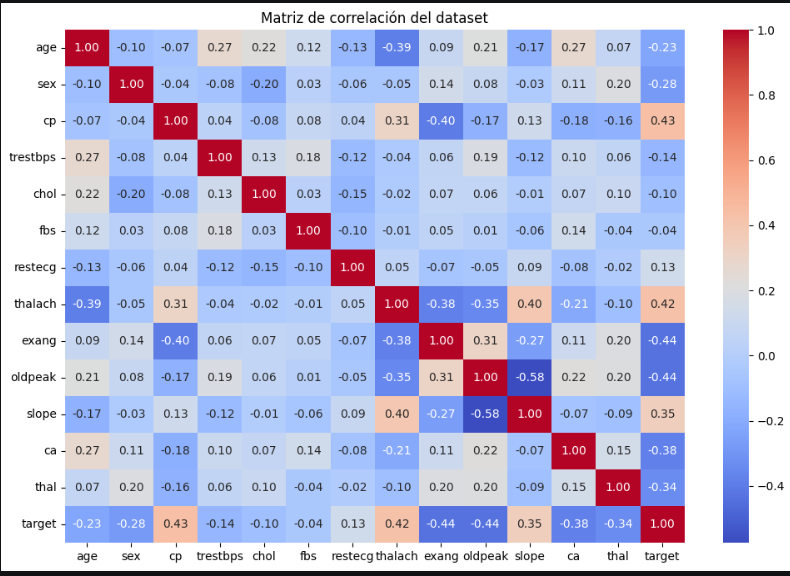 Matriz de correlación del dataset
age 1.00 -0.10 -0.07 0.27 0.22 0.12 -0.13 -0.39 0.09 0.21 -0.17 0.27 0.07 -0.23
sex -0.10 1.00 -0.04 -0.08 -0.20 0.03 -0.06 -0.05 0.14 0.08 -0.03 0.11 0.20 -0.28
cp -0.07 -0.04 1.00 0.04 -0.08 0.08 0.04 0.31 -0.40 -0.17 0.13 -0.18 -0.16 0.43
trestbps 0.27 -0.08 0.04 1.00 0.13 0.18 -0.12 -0.04 0.06 0.19 -0.12 0.10 0.06 -0.14
chol 0.22 -0.20 -0.08 0.13 1.00 0.03 -0.15 -0.02 0.07 0.06 -0.01 0.07 0.10 -0.10
fbs 0.12 0.03 0.08 0.18 0.03 1.00 -0.10 -0.01 0.05 0.01 -0.06 0.14 -0.04 -0.04
restecg -0.13 -0.06 0.04 -0.12 -0.15 -0.10 1.00 0.05 -0.07 -0.05 0.09 -0.08 -0.02 0.13
thalach -0.39 -0.05 0.31 -0.04 -0.02 -0.01 0.05 1.00 -0.38 -0.35 0.40 -0.21 -0.10 0.42
exang 0.09 0.14 -0.40 0.06 0.07 0.05 -0.07 -0.38 1.00 0.31 -0.27 0.11 0.20 -0.44
oldpeak 0.21 0.08 -0.17 0.19 0.06 0.01 -0.05 -0.35 0.31 1.00 -0.58 0.22 0.20 -0.44
slope -0.17 -0.03 0.13 -0.12 -0.01 -0.06 0.09 0.40 -0.27 -0.58 1.00 -0.07 -0.09 0.35
ca 0.27 0.11 -0.18 0.10 0.07 0.14 -0.08 -0.21 0.11 0.22 -0.07 1.00 0.15 -0.38
thal 0.07 0.20 -0.16 0.06 0.10 -0.04 -0.02 -0.10 0.20 0.20 -0.09 0.15 1.00 -0.34
target -0.23 -0.28 0.43 -0.14 -0.10 -0.04 0.13 0.42 -0.44 -0.44 0.35 -0.38 -0.34 1.00
age sex cp trestbps chol fbs restecg thalach exang oldpeak slope ca thal target
1.0
0.8
0.6
0.4
0.2
0.0
−0.2
−0.4